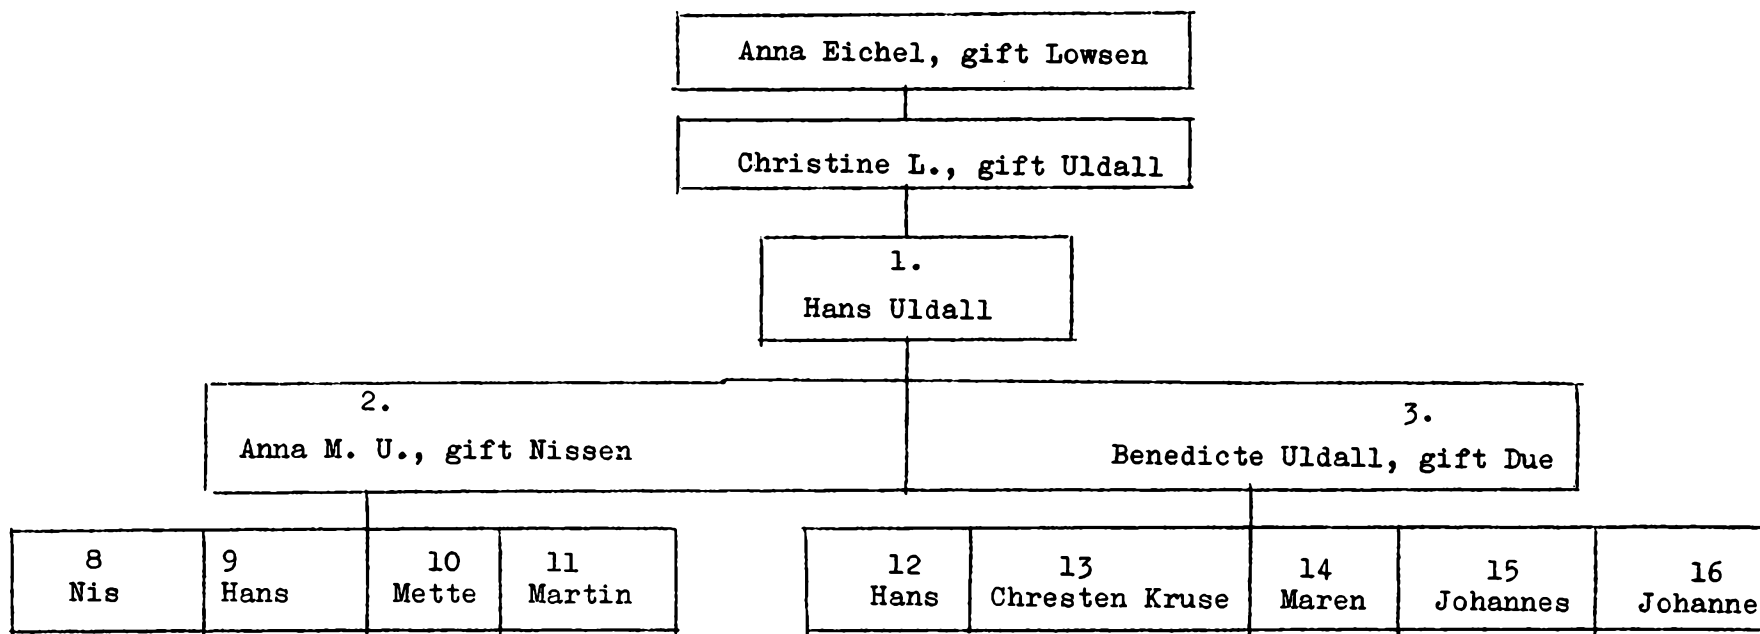 Anna Eichel, gift Lowsen
Christine L., gift Uldall
1.
Hans Uldall
2.
Anna M. U., gift Nissen
3.
Benedicte Uldall, gift Due
8 9 10 11
Nis Hans Mette Martin
12 13 14 15 16
Hans Chresten Kruse Maren Johannes Johanne